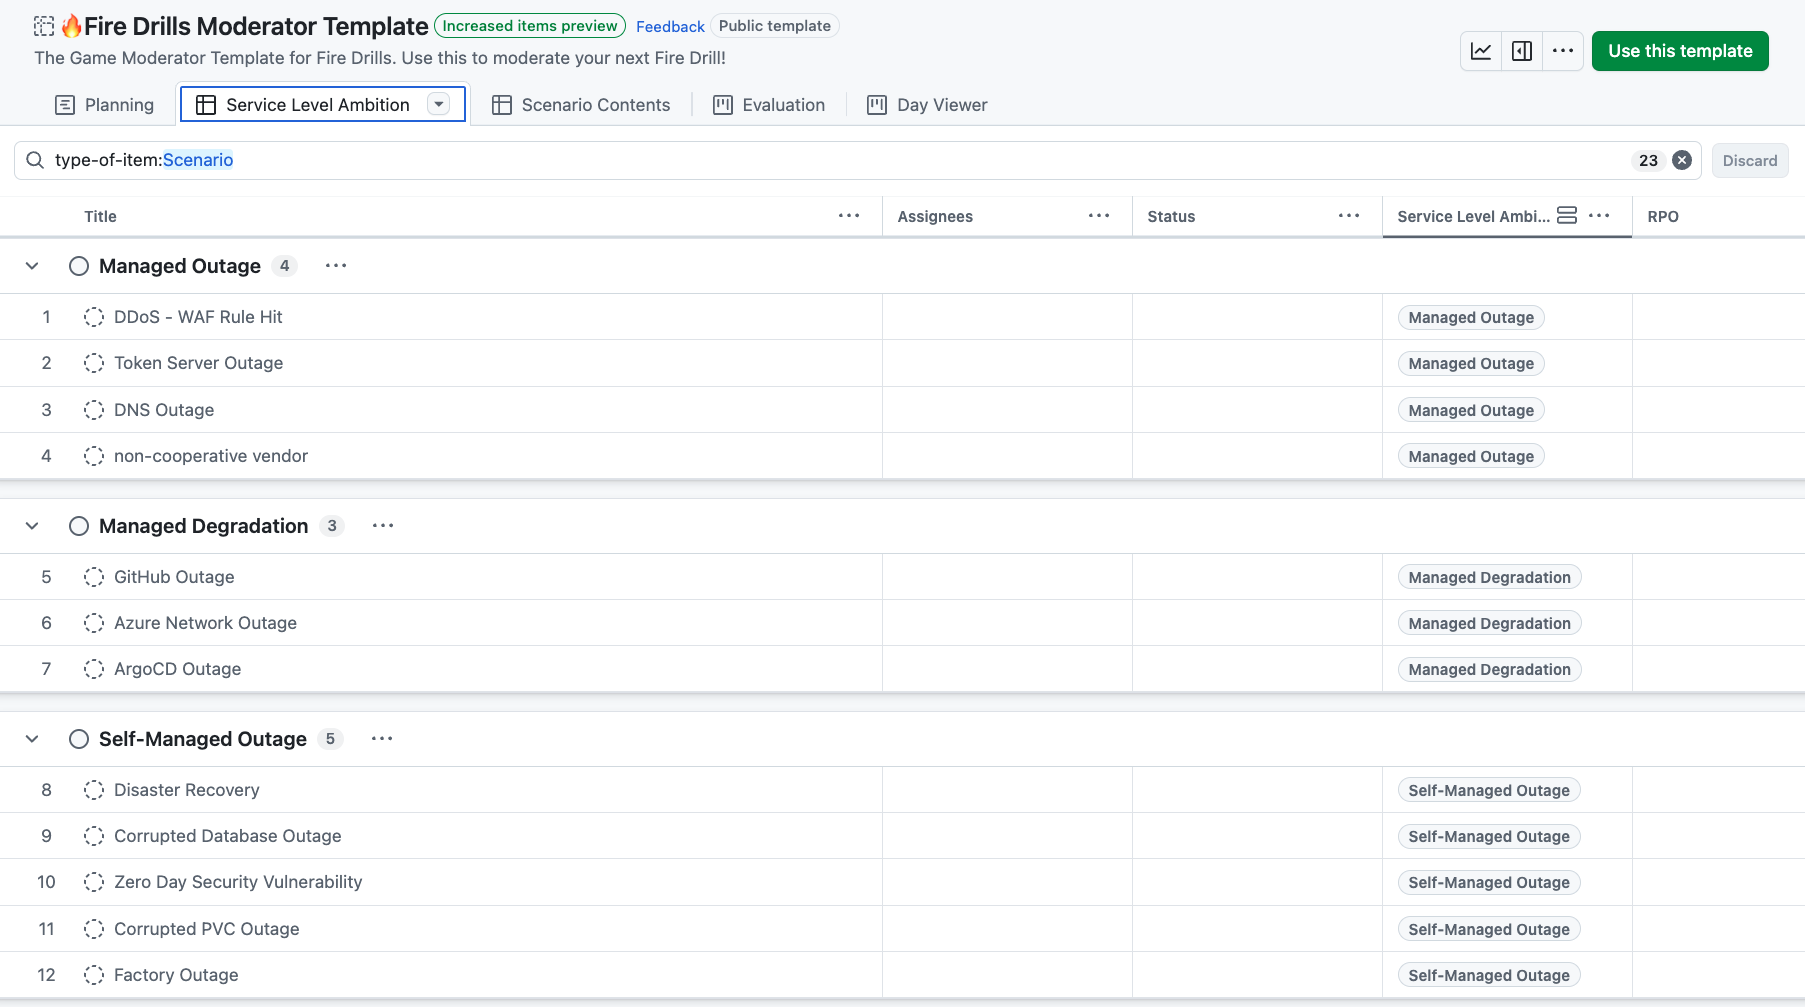 🔥Fire Drills Moderator Template Increased items preview Feedback Public template
The Game Moderator Template for Fire Drills. Use this to moderate your next Fire Drill!
Use this template
Planning Service Level Ambition Scenario Contents Evaluation Day Viewer
type-of-item:Scenario 23 Discard
Title Assignees Status Service Level Ambi... RPO
Managed Outage 4
1 DDoS - WAF Rule Hit Managed Outage
2 Token Server Outage Managed Outage
3 DNS Outage Managed Outage
4 non-cooperative vendor Managed Outage
Managed Degradation 3
5 GitHub Outage Managed Degradation
6 Azure Network Outage Managed Degradation
7 ArgoCD Outage Managed Degradation
Self-Managed Outage 5
8 Disaster Recovery Self-Managed Outage
9 Corrupted Database Outage Self-Managed Outage
10 Zero Day Security Vulnerability Self-Managed Outage
11 Corrupted PVC Outage Self-Managed Outage
12 Factory Outage Self-Managed Outage